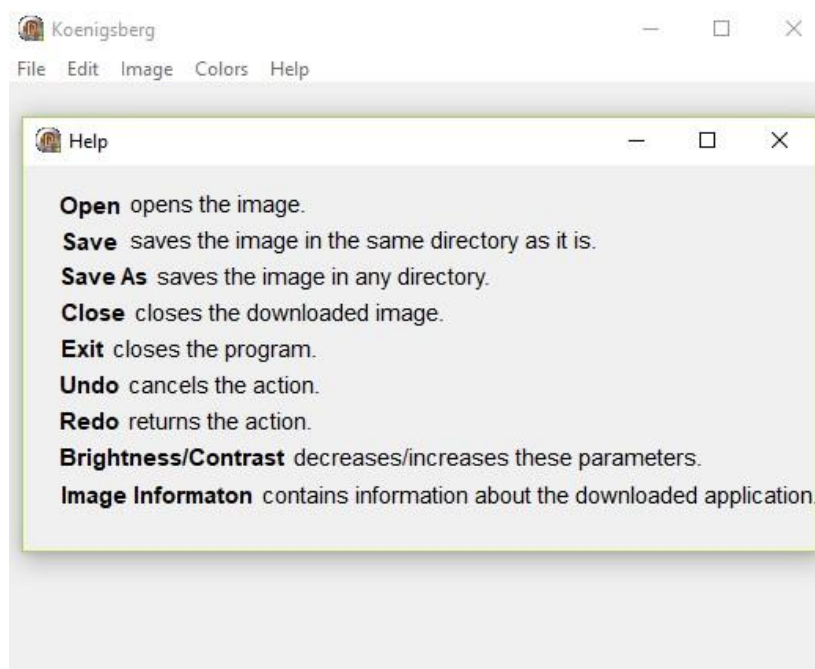 Koenigsberg
File Edit Image Colors Help
Help
Open opens the image.
Save saves the image in the same directory as it is.
Save As saves the image in any directory.
Close closes the downloaded image.
Exit closes the program.
Undo cancels the action.
Redo returns the action.
Brightness/Contrast decreases/increases these parameters.
Image Informaton contains information about the downloaded application.